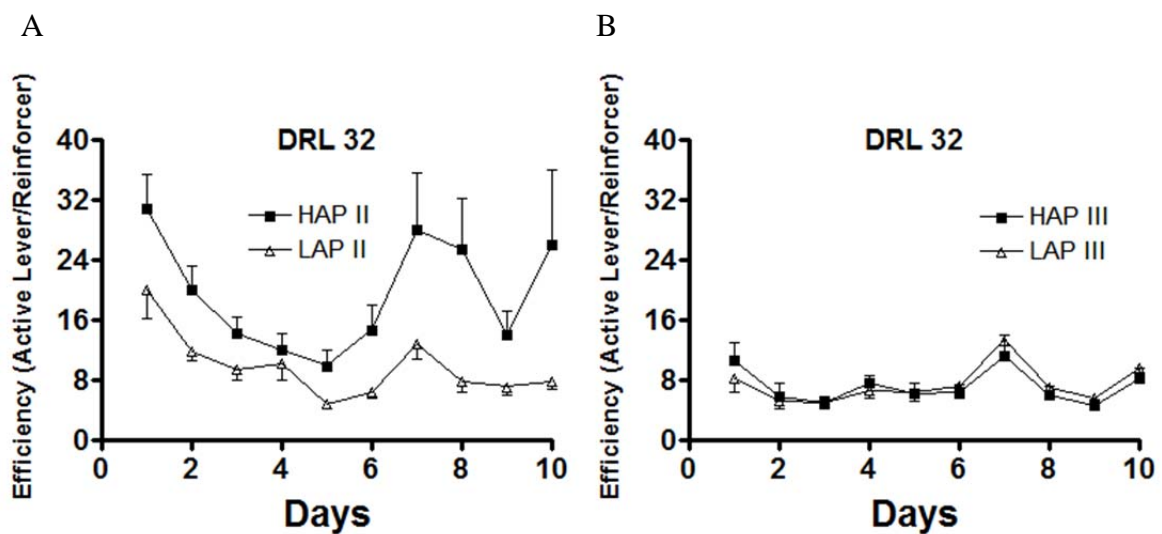 A
B
Efficiency (Active Lever/Reinforcer)
DRL 32
40
32
24
16
8
0
HAP II
LAP II
0 2 4 6 8 10
Days
Efficiency (Active Lever/Reinforcer)
DRL 32
40
32
24
16
8
0
HAP III
LAP III
0 2 4 6 8 10
Days